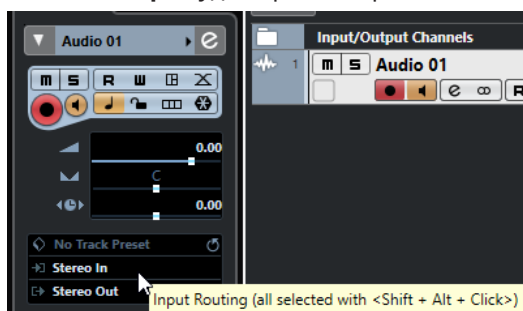 Audio 01
m S R W
0.00
C
0.00
No Track Preset
Stereo In
Stereo Out
Input/Output Channels
1 m S Audio 01
e R
Input Routing (all selected with <Shift + Alt + Click>)